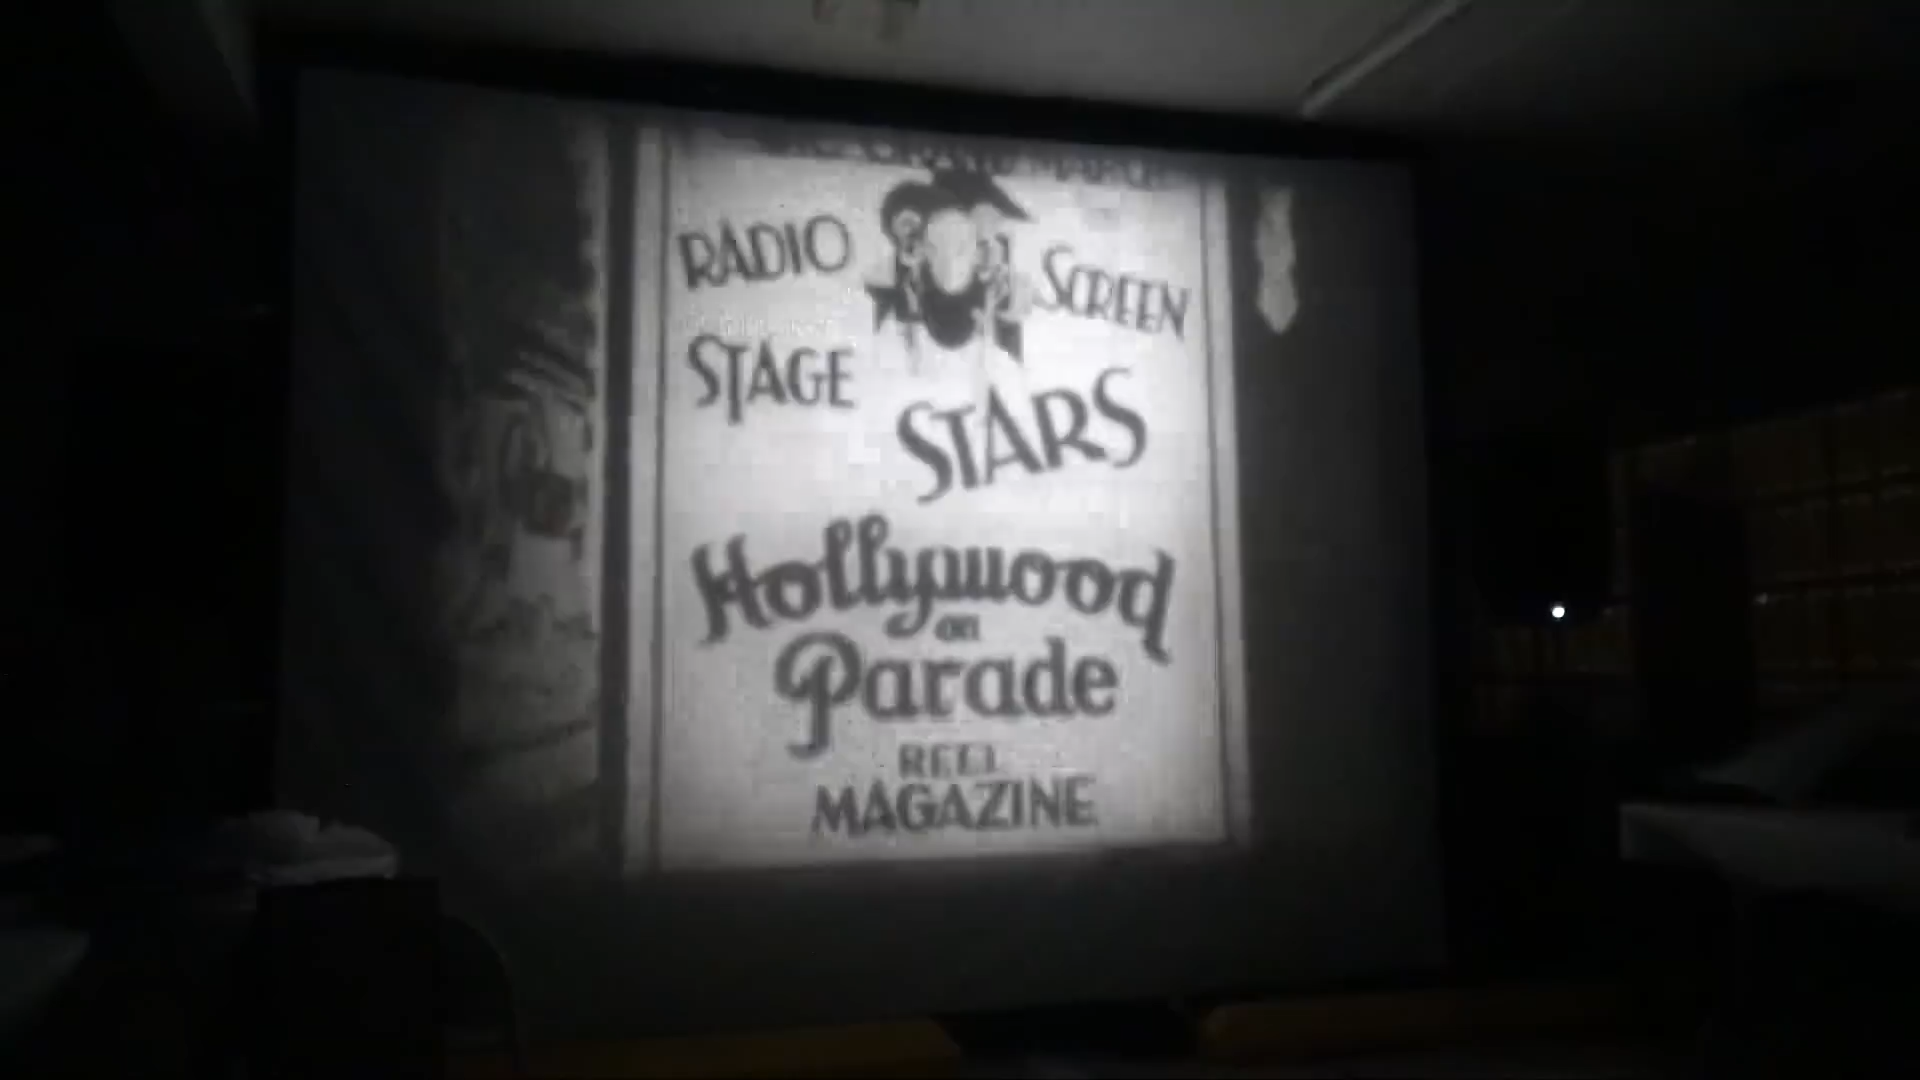 RADIO
SCREEN
STAGE
STARS
Hollywood
on
Parade
REEL
MAGAZINE